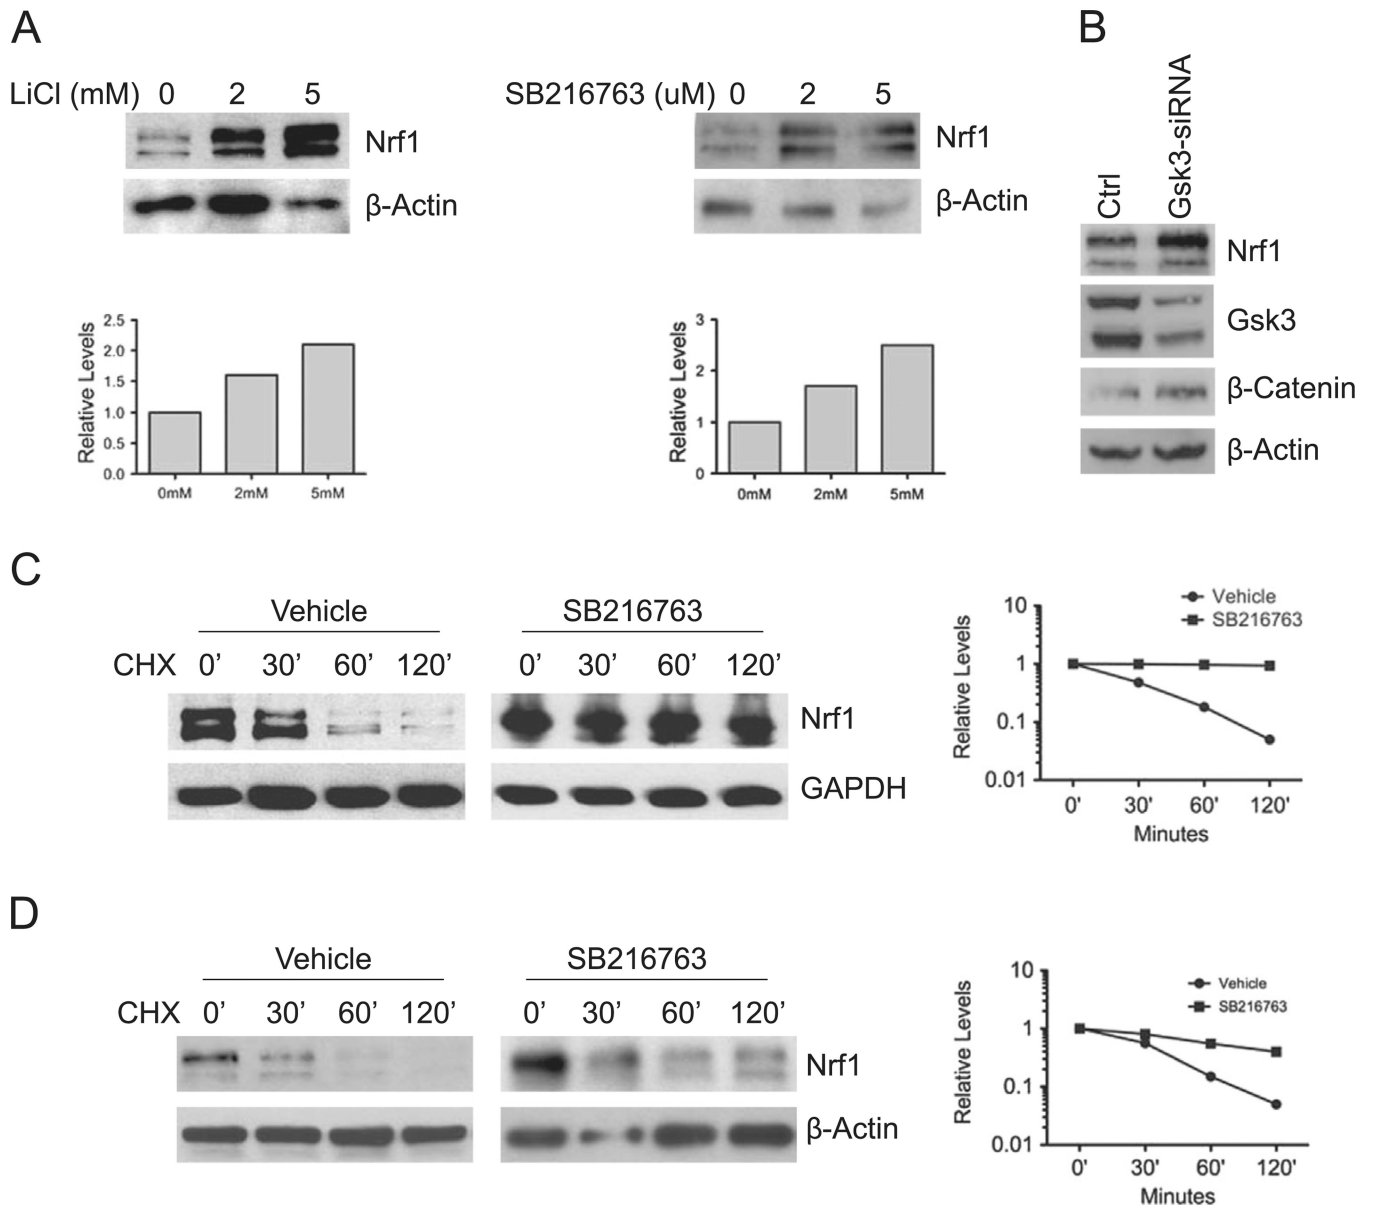 A
LiCl (mM) 0 2 5
Nrf1
β-Actin
SB216763 (uM) 0 2 5
Nrf1
β-Actin
Relative Levels
2.5
2.0
1.5
1.0
0.5
0.0
0mM 2mM 5mM
Relative Levels
3
2
1
0
0mM 2mM 5mM
B
Ctrl
Gsk3-siRNA
Nrf1
Gsk3
β-Catenin
β-Actin
C
Vehicle SB216763
CHX 0' 30' 60' 120' 0' 30' 60' 120'
Nrf1
GAPDH
Vehicle
SB216763
Relative Levels
10
1
0.1
0.01
0' 30' 60' 120'
Minutes
D
Vehicle SB216763
CHX 0' 30' 60' 120' 0' 30' 60' 120'
Nrf1
β-Actin
Vehicle
SB216763
Relative Levels
10
1
0.1
0.01
0' 30' 60' 120'
Minutes